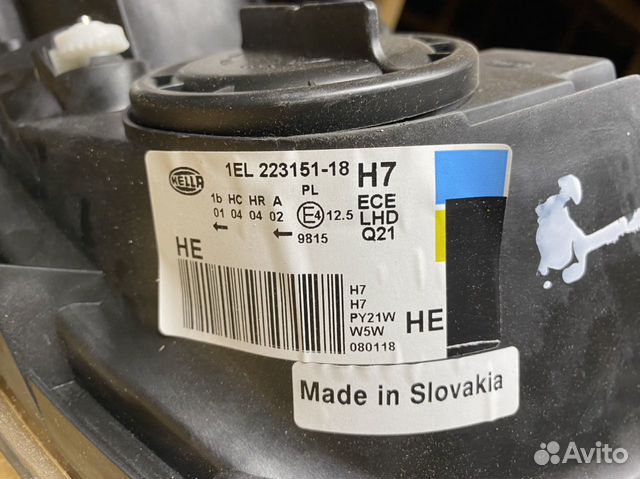 HELLA
1EL 223151-18 H7
PL
1b HC HR A
01 04 04 02 E4 12.5
ECE
LHD
Q21
← ← 9815
HE
H7
H7
PY21W
W5W
080118
HE
Made in Slovakia
Avito